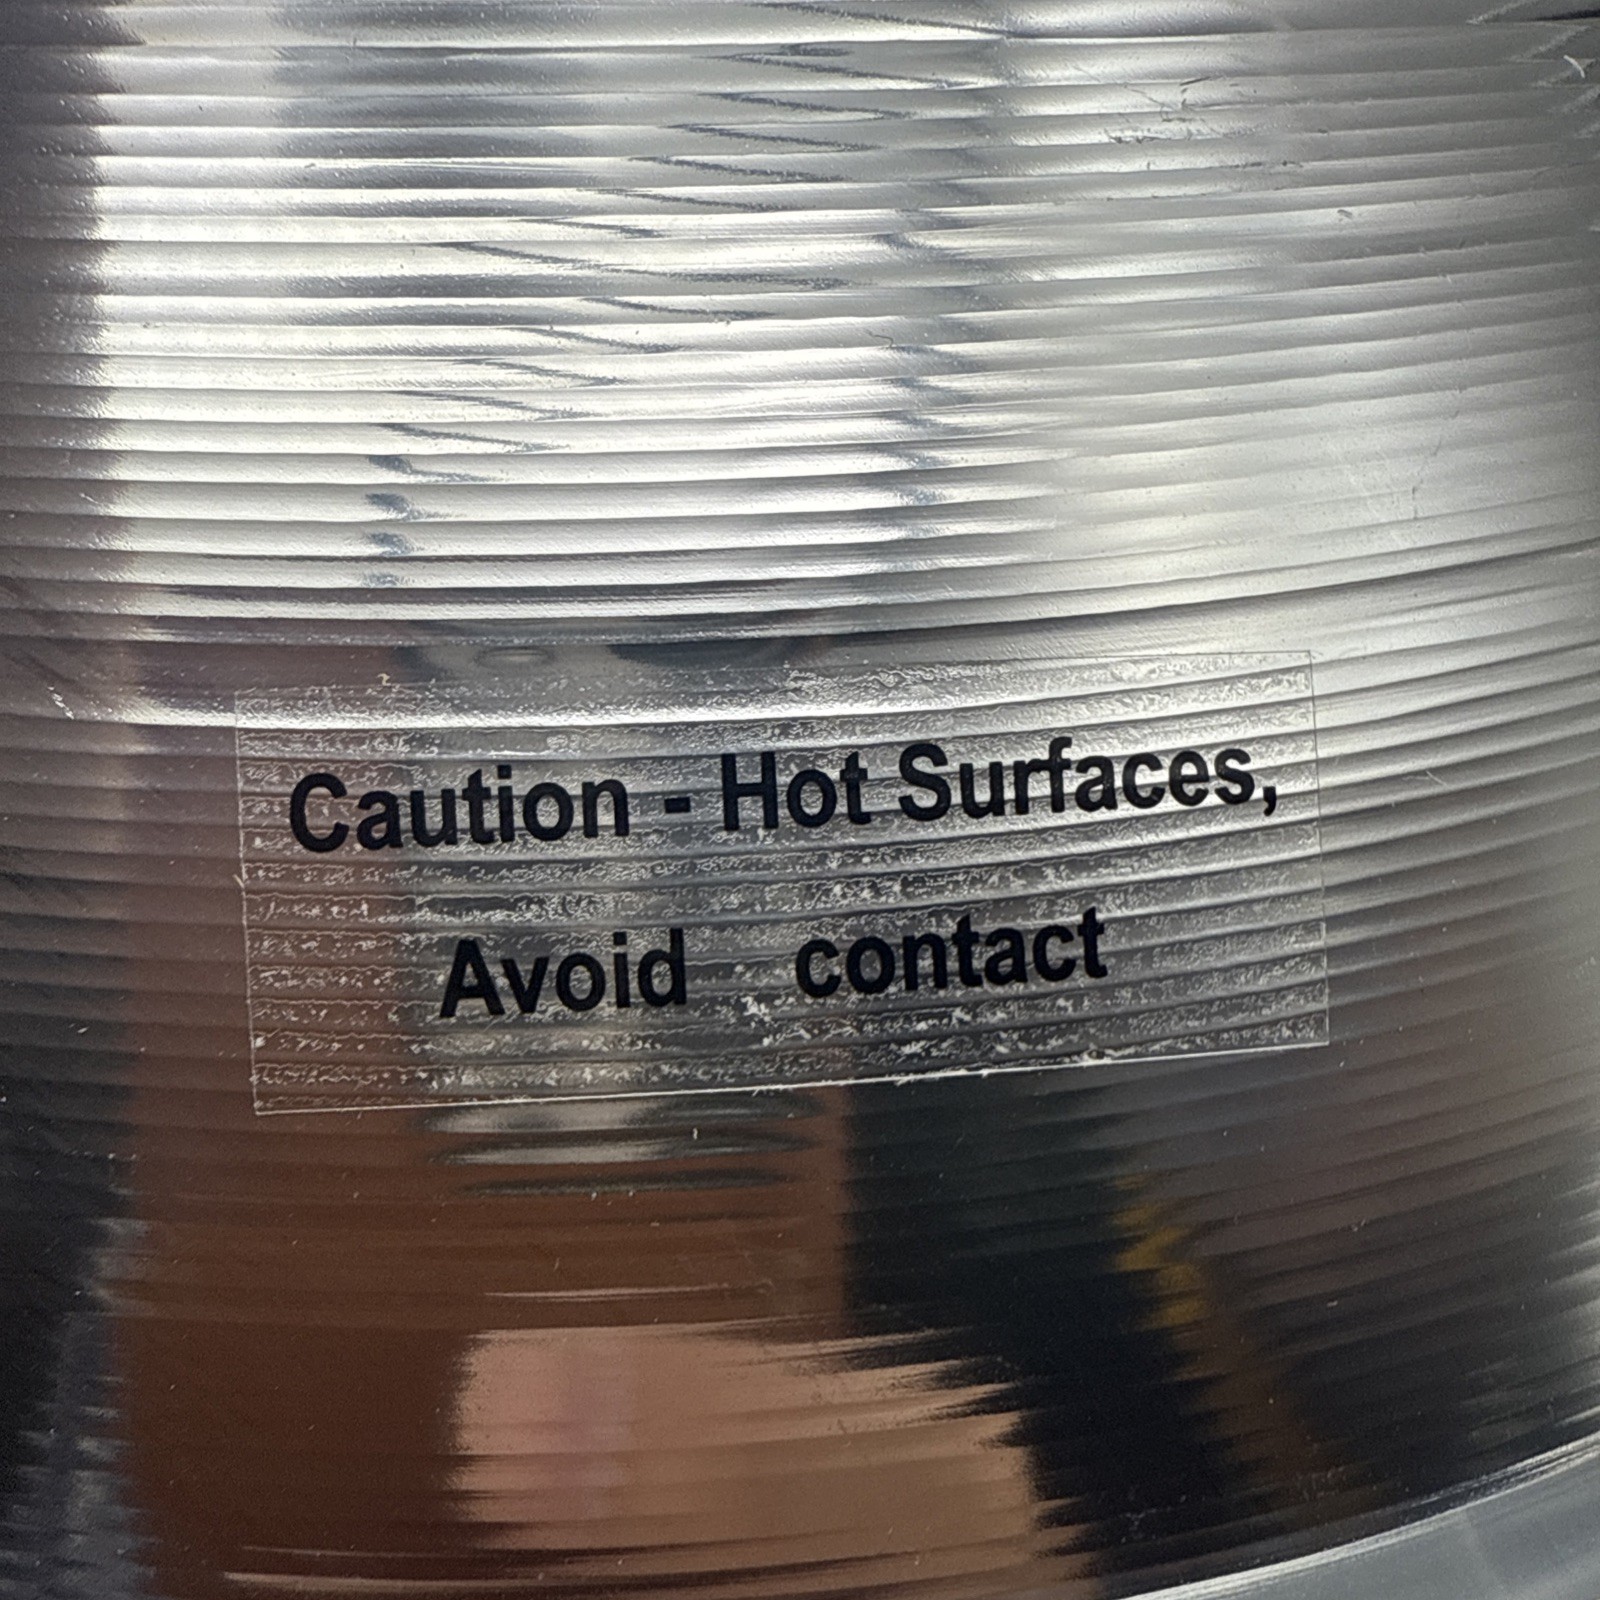 Caution - Hot Surfaces,
Avoid contact